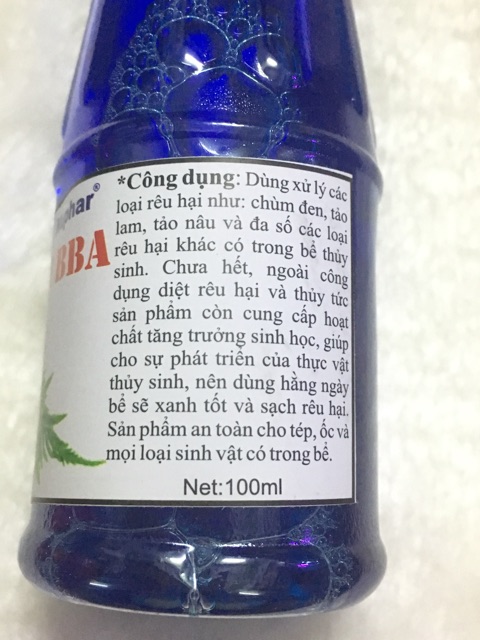 phar®
BBA
*Công dụng: Dùng xử lý các
loại rêu hại như: chùm đen, tảo
lam, tảo nâu và đa số các loại
rêu hại khác có trong bể thủy
sinh. Chưa hết, ngoài công
dụng diệt rêu hại và thủy tức
sản phẩm còn cung cấp hoạt
chất tăng trưởng sinh học, giúp
cho sự phát triển của thực vật
thủy sinh, nên dùng hằng ngày
bể sẽ xanh tốt và sạch rêu hại.
Sản phẩm an toàn cho tép, ốc và
mọi loại sinh vật có trong bể.
Net:100ml